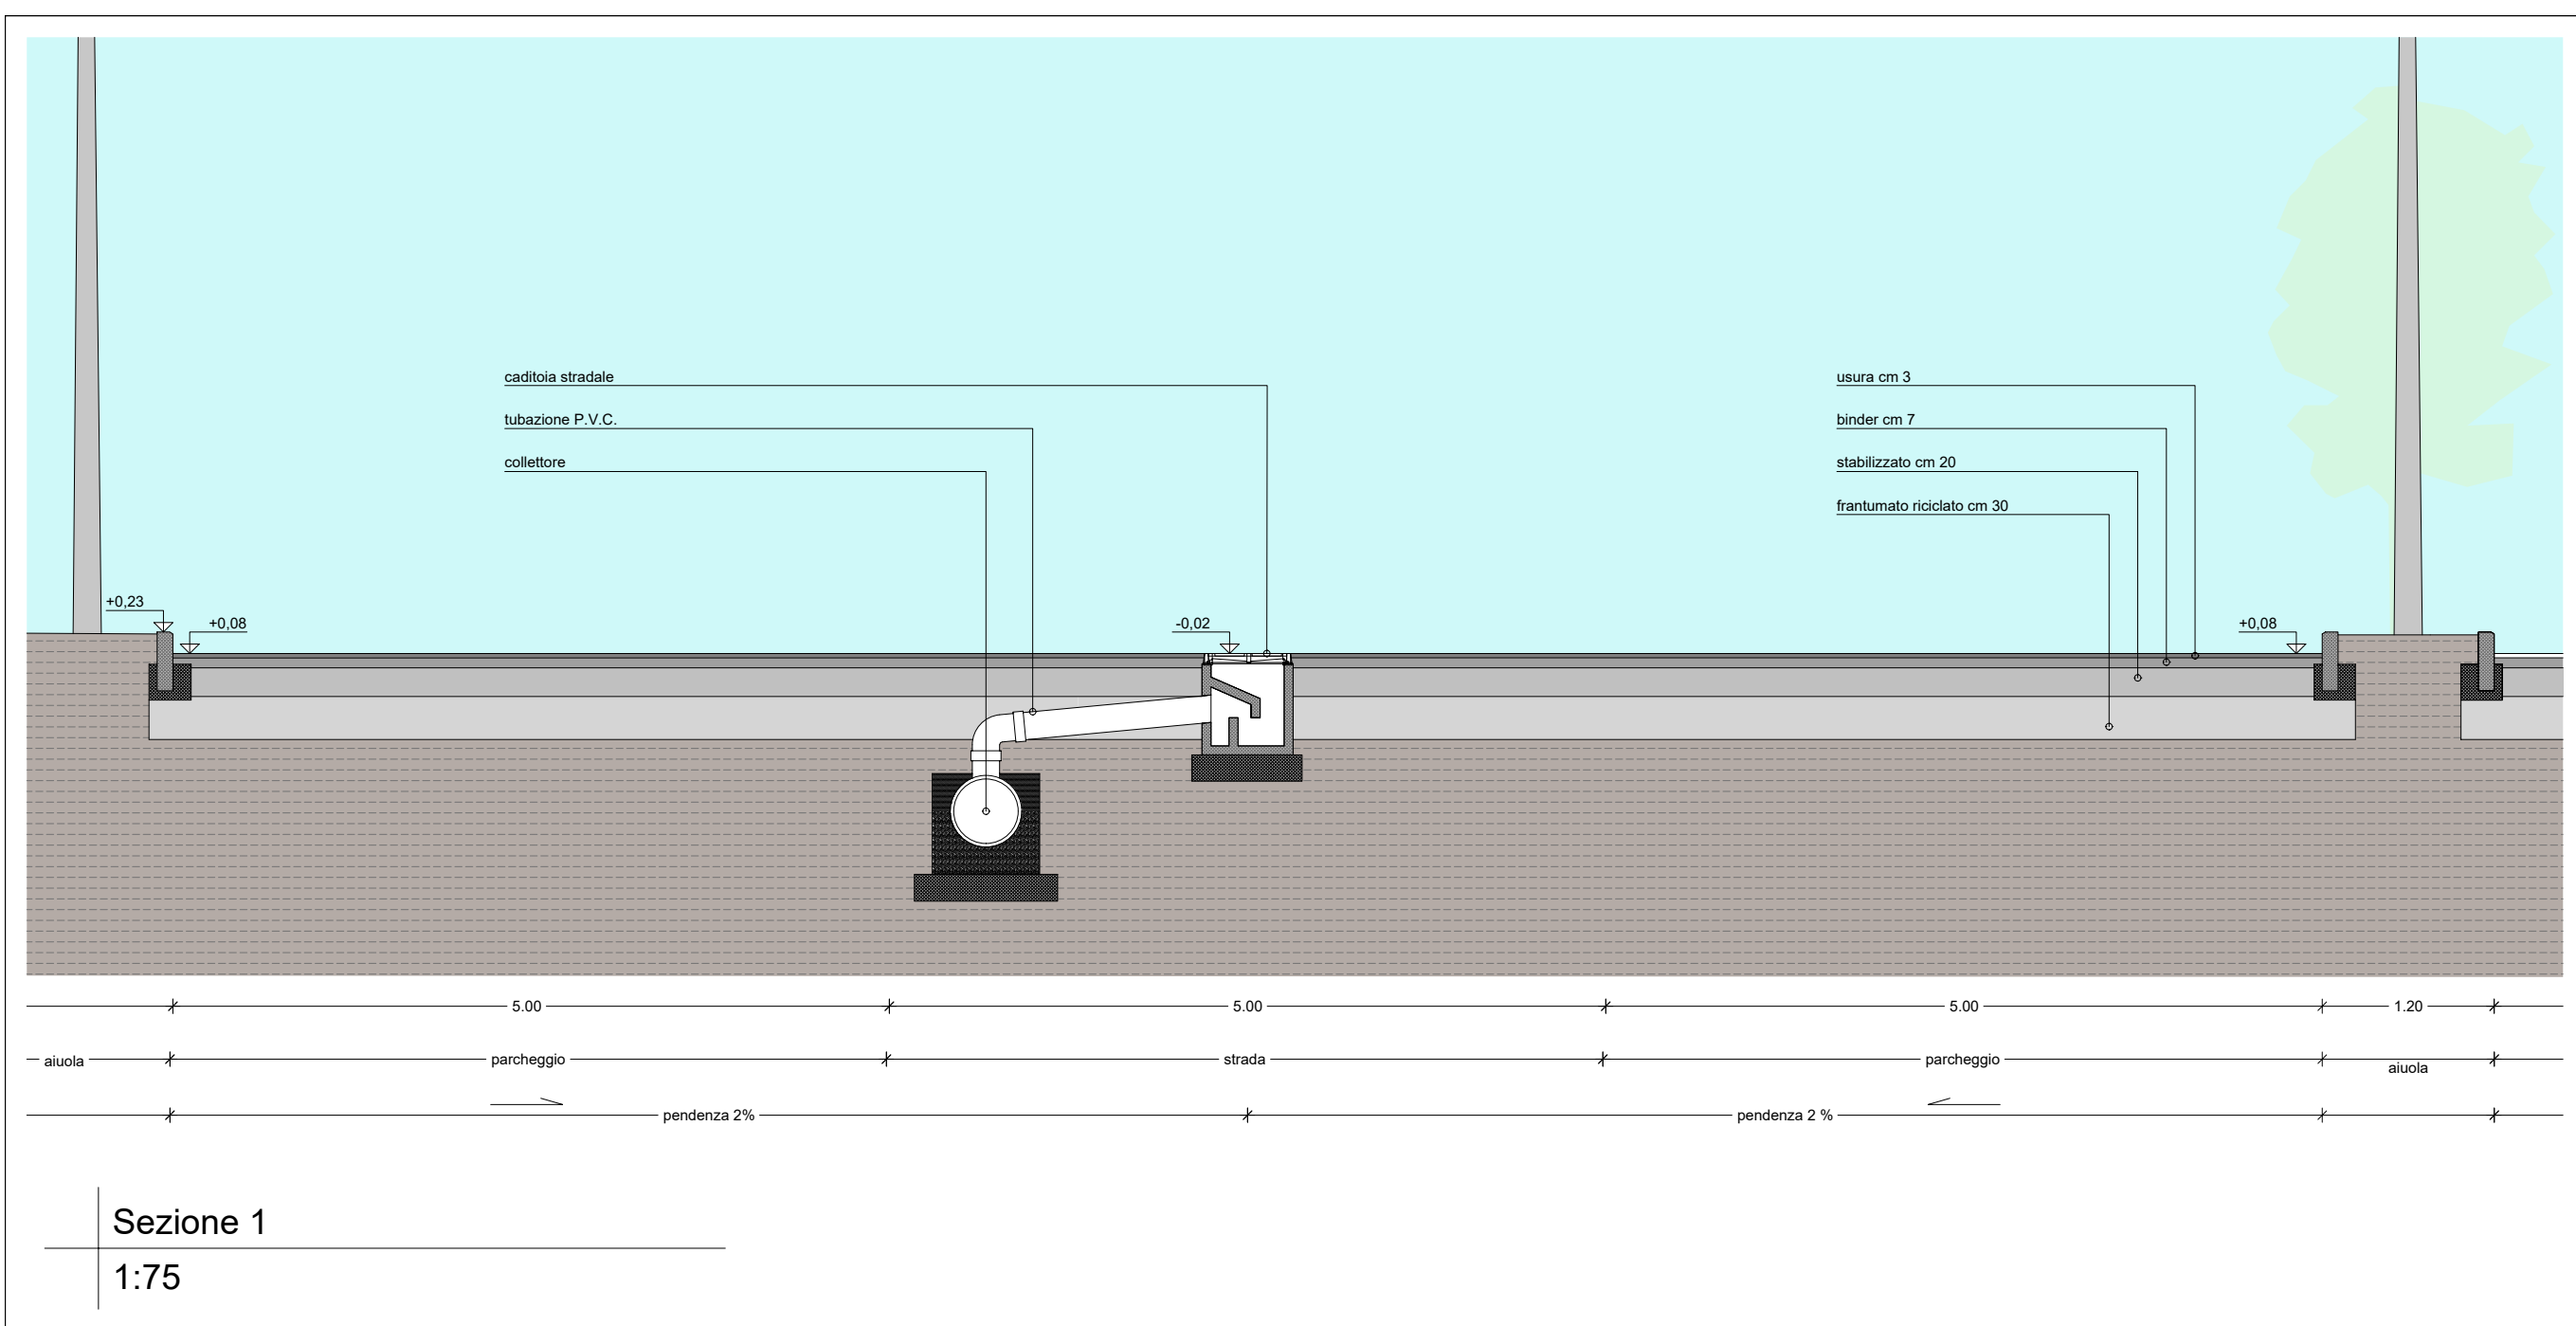 caditoia stradale
tubazione P.V.C.
collettore
usura cm 3
binder cm 7
stabilizzato cm 20
frantumato riciclato cm 30
+0,23
+0,08
-0,02
+0,08
5.00
5.00
5.00
1.20
aiuola
parcheggio
strada
parcheggio
aiuola
pendenza 2%
pendenza 2 %
Sezione 1
1:75